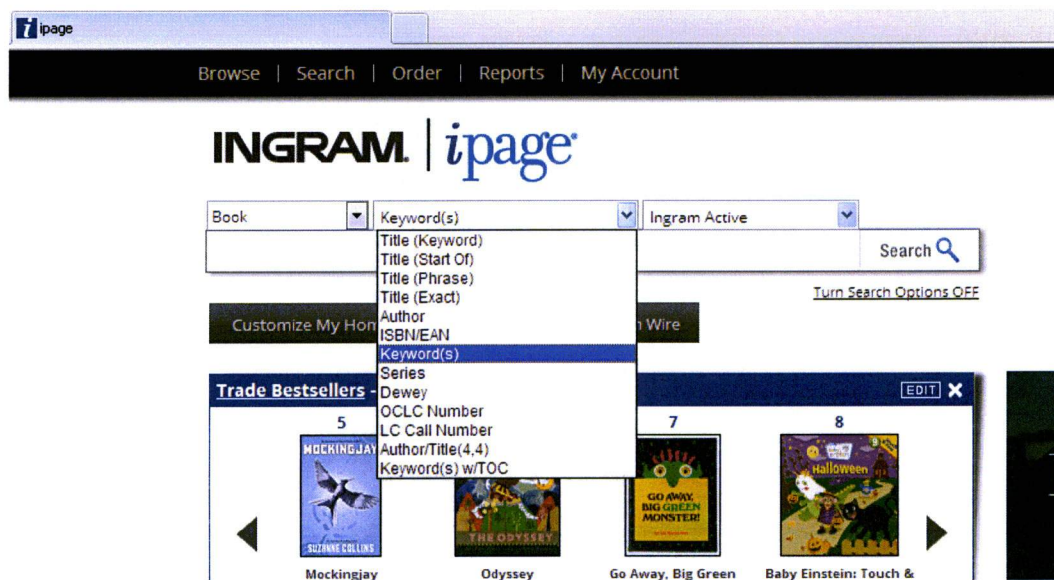 ipage
Browse | Search | Order | Reports | My Account
INGRAM. | ipage
Book Keyword(s) Ingram Active
Search
Title (Keyword)
Title (Start Of)
Title (Phrase)
Title (Exact)
Author
ISBN/EAN
Keyword(s)
Series
Dewey
OCLC Number
LC Call Number
Author/Title(4,4)
Keyword(s) w/TOC
Turn Search Options OFF
Customize My Hom
Wire
Trade Bestsellers -
EDIT
5 7 8
MOCKINGJAY
SUZANNE COLLINS
THE ODYSSEY
GO AWAY,
BIG GREEN
MONSTER!
Halloween
Mockingjay Odyssey Go Away, Big Green Baby Einstein: Touch &